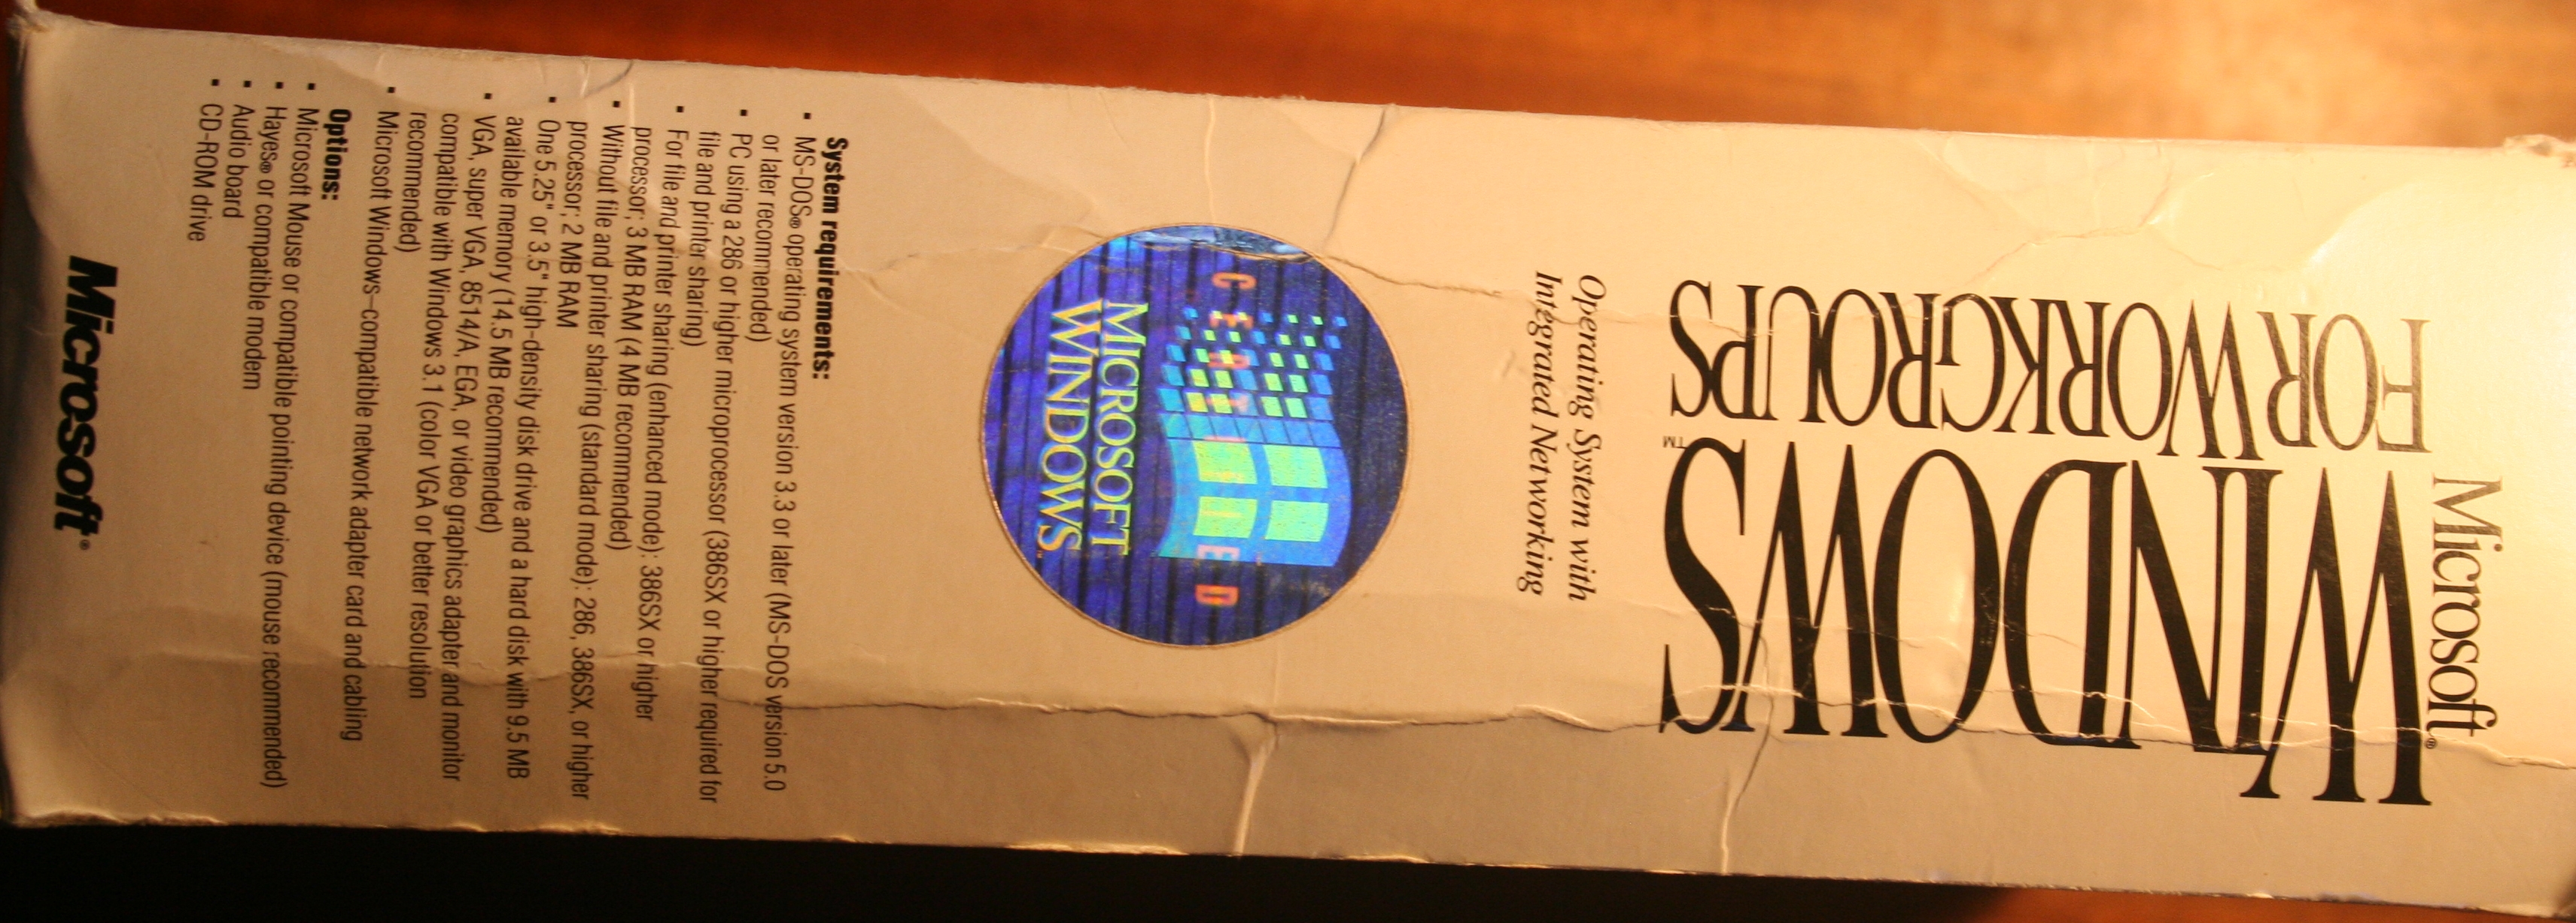 Microsoft®
WINDOWS™
FOR WORKGROUPS
Operating System with
Integrated Networking
CERTIFIED
MICROSOFT
WINDOWS™
System requirements:
▪ MS-DOS® operating system version 3.3 or later (MS-DOS version 5.0
or later recommended)
▪ PC using a 286 or higher microprocessor (386SX or higher required for
file and printer sharing)
▪ For file and printer sharing (enhanced mode): 386SX or higher
processor; 3 MB RAM (4 MB recommended)
▪ Without file and printer sharing (standard mode): 286, 386SX, or higher
processor; 2 MB RAM
▪ One 5.25" or 3.5" high-density disk drive and a hard disk with 9.5 MB
available memory (14.5 MB recommended)
▪ VGA, super VGA, 8514/A, EGA, or video graphics adapter and monitor
compatible with Windows 3.1 (color VGA or better resolution
recommended)
▪ Microsoft Windows–compatible network adapter card and cabling
Options:
▪ Microsoft Mouse or compatible pointing device (mouse recommended)
▪ Hayes® or compatible modem
▪ Audio board
▪ CD-ROM drive
Microsoft®